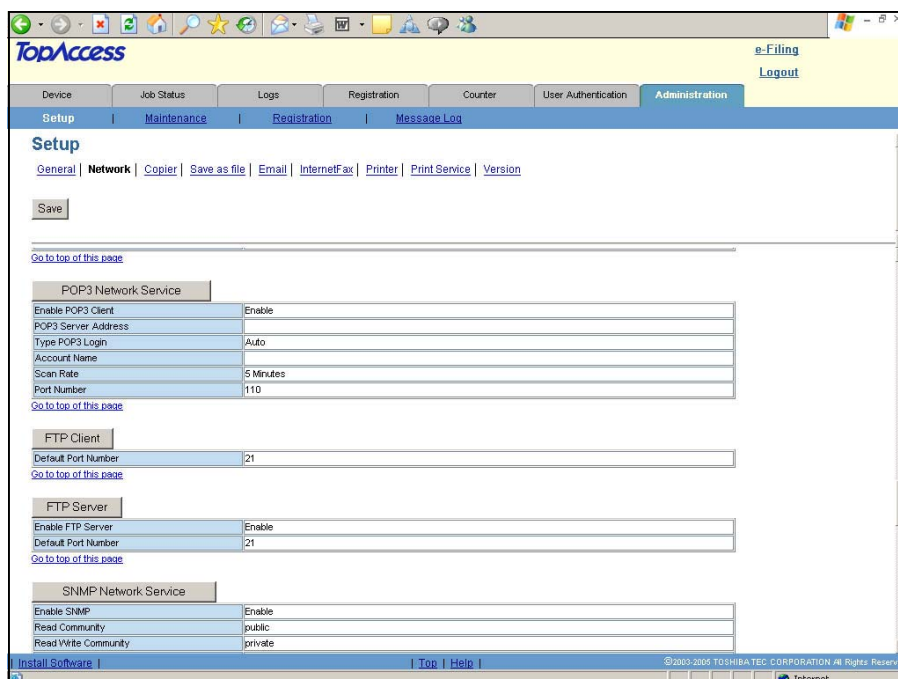 TopAccess
e-Filing
Logout
Device Job Status Logs Registration Counter User Authentication Administration
Setup | Maintenance | Registration | Message Log
Setup
General | Network | Copier | Save as file | Email | InternetFax | Printer | Print Service | Version
Save
Go to top of this page
POP3 Network Service
Enable POP3 Client Enable
POP3 Server Address
Type POP3 Login Auto
Account Name
Scan Rate 5 Minutes
Port Number 110
Go to top of this page
FTP Client
Default Port Number 21
Go to top of this page
FTP Server
Enable FTP Server Enable
Default Port Number 21
Go to top of this page
SNMP Network Service
Enable SNMP Enable
Read Community public
Read Write Community private
| Install Software | | Top | Help | ©2003-2005 TOSHIBA TEC CORPORATION All Rights Reserv
Internet